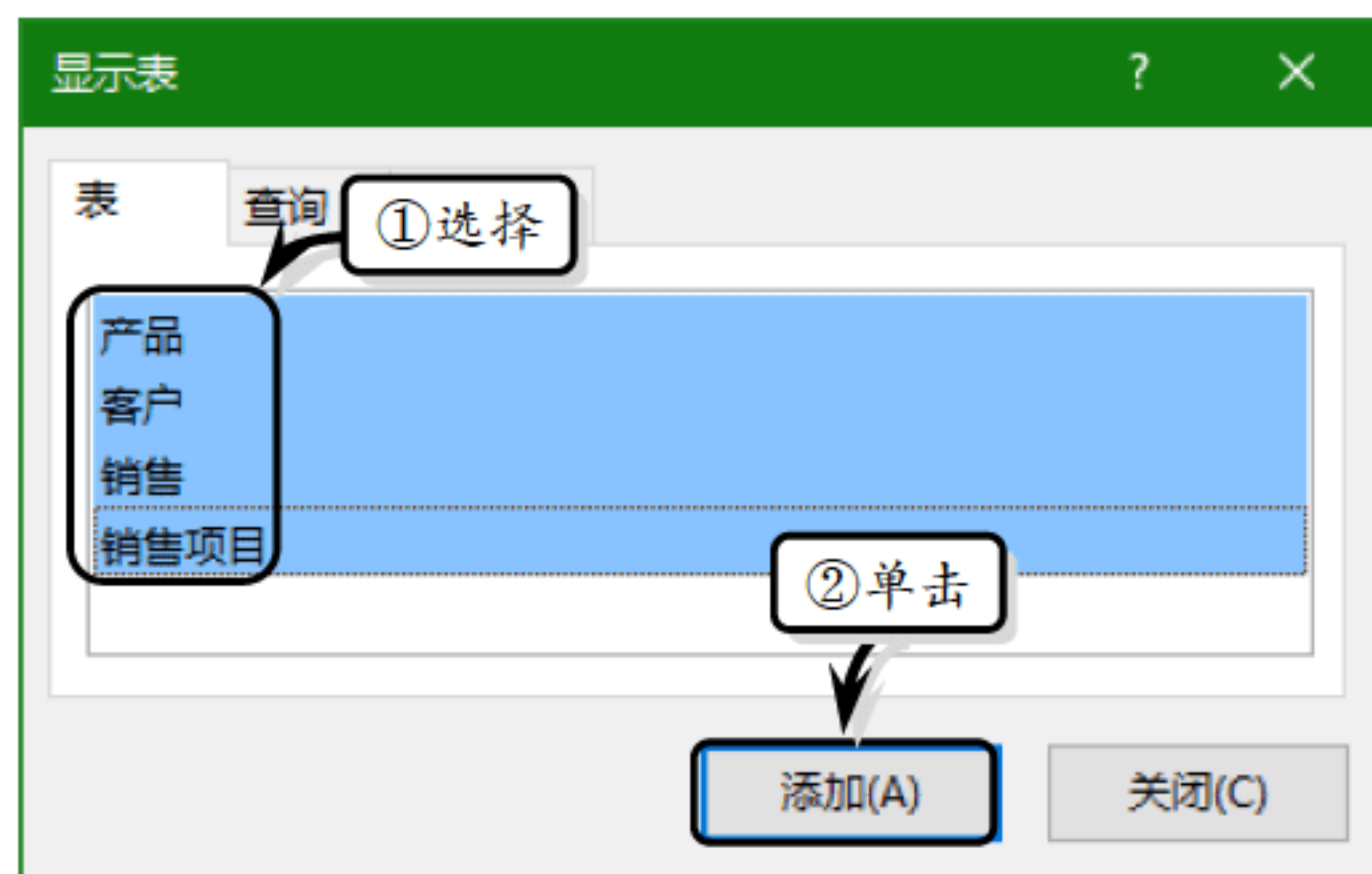 显示表
? ×
表 查询
①选择
产品
客户
销售
销售项目
②单击
添加(A) 关闭(C)